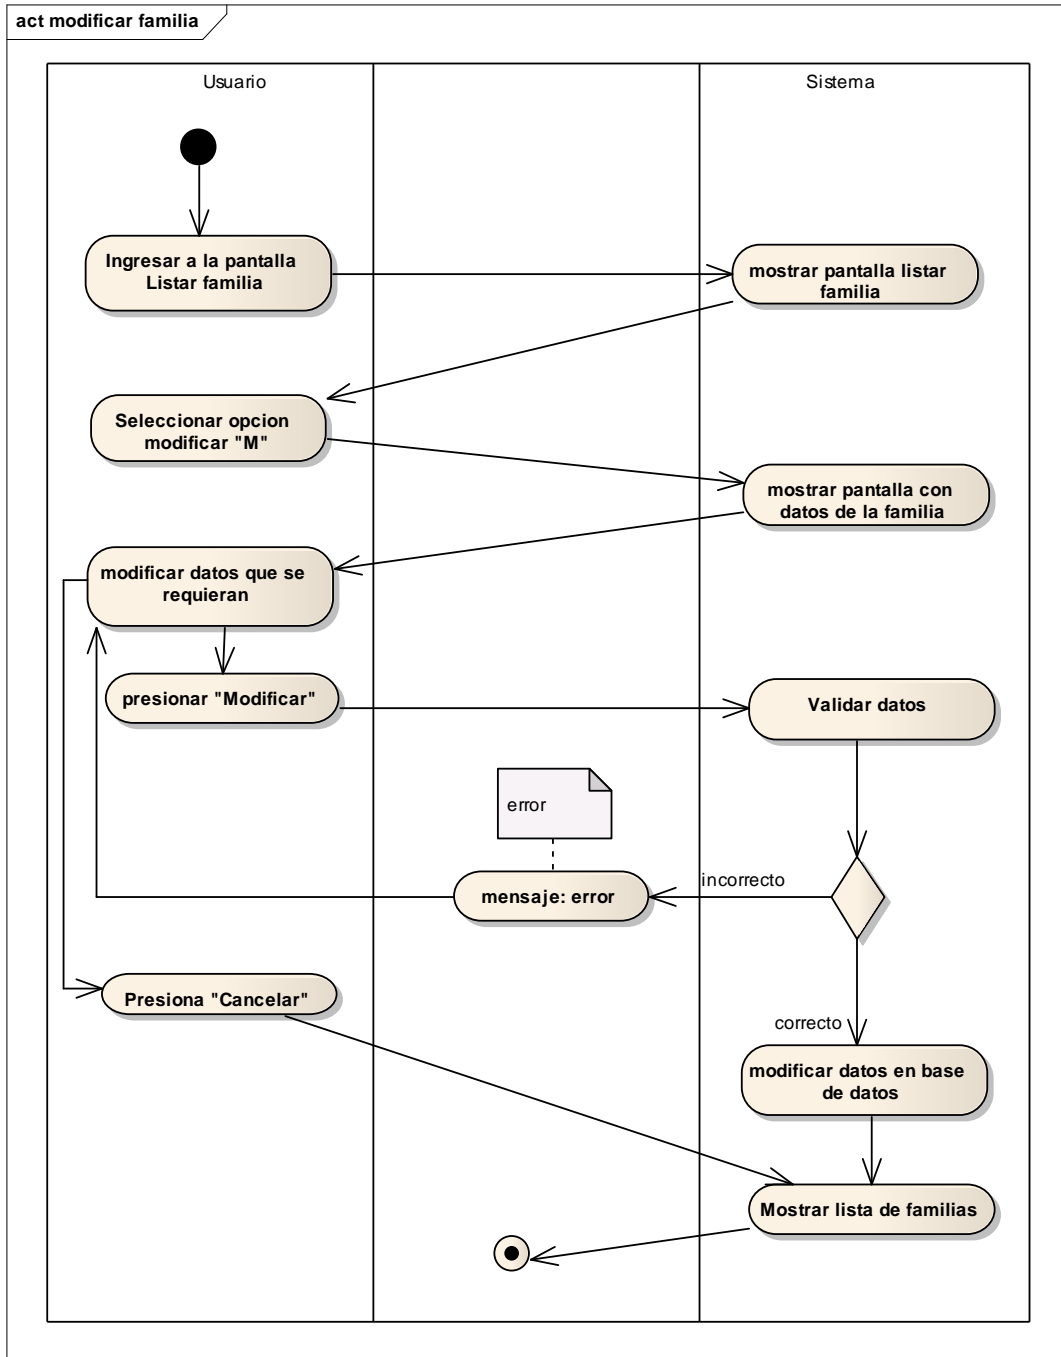 act modificar familia
Usuario
Sistema
Ingresar a la pantalla
Listar familia
mostrar pantalla listar
familia
Seleccionar opcion
modificar "M"
mostrar pantalla con
datos de la familia
modificar datos que se
requieran
presionar "Modificar"
Validar datos
error
incorrecto
mensaje: error
Presiona "Cancelar"
correcto
modificar datos en base
de datos
Mostrar lista de familias